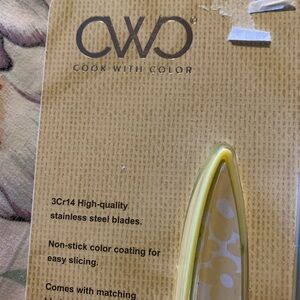 CWC
COOK WITH COLOR
3Cr14 High-quality
stainless steel blades.
Non-stick color coating for
easy slicing.
Comes with matching